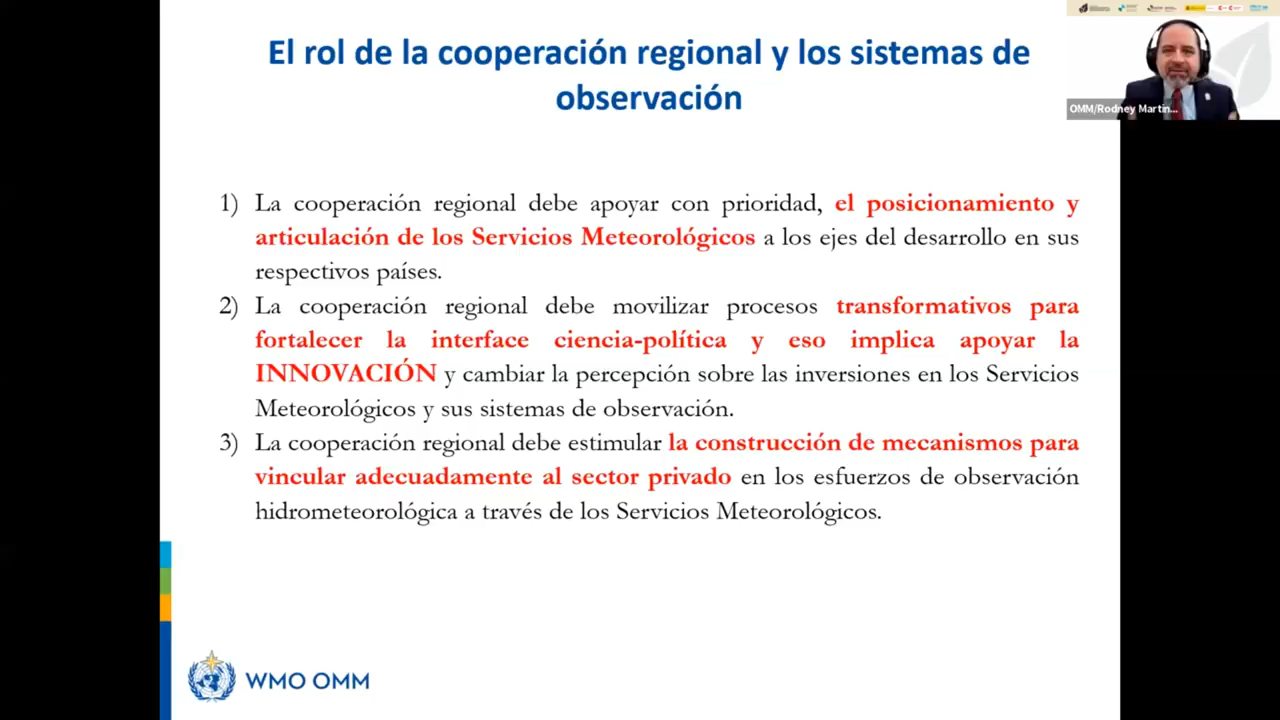 El rol de la cooperación regional y los sistemas de
observación
OMM/Rodney Martin...
1) La cooperación regional debe apoyar con prioridad, el posicionamiento y
articulación de los Servicios Meteorológicos a los ejes del desarrollo en sus
respectivos países.
2) La cooperación regional debe movilizar procesos transformativos para
fortalecer la interface ciencia-política y eso implica apoyar la
INNOVACIÓN y cambiar la percepción sobre las inversiones en los Servicios
Meteorológicos y sus sistemas de observación.
3) La cooperación regional debe estimular la construcción de mecanismos para
vincular adecuadamente al sector privado en los esfuerzos de observación
hidrometeorológica a través de los Servicios Meteorológicos.
WMO OMM